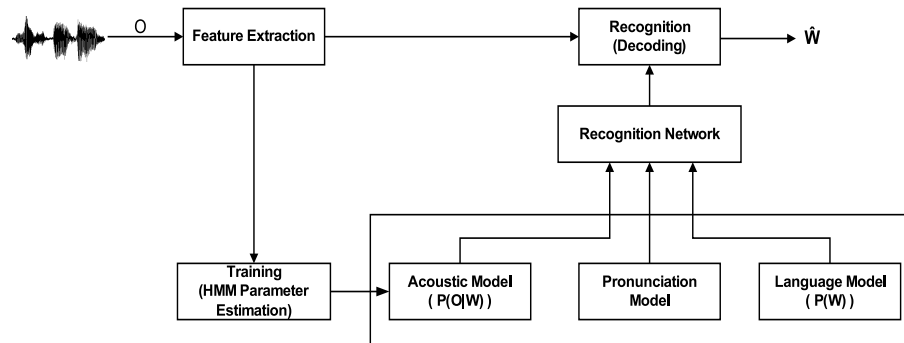 O
Feature Extraction
Recognition
(Decoding)
Ŵ
Recognition Network
Training
(HMM Parameter
Estimation)
Acoustic Model
( P(O|W) )
Pronunciation
Model
Language Model
( P(W) )